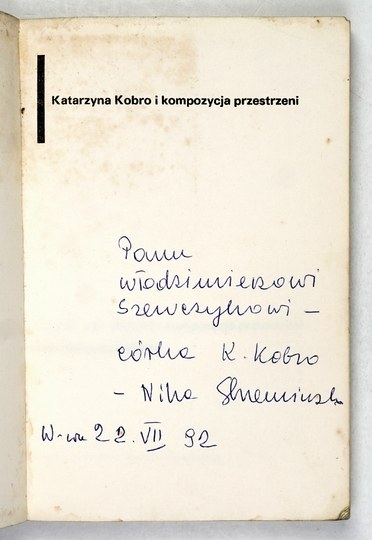 Katarzyna Kobro i kompozycja przestrzeni
Panu
Włodzimierzowi
Szewczykowi –
córka K. Kobro
– Nika Strzemińska
W-wa 22. VII 92